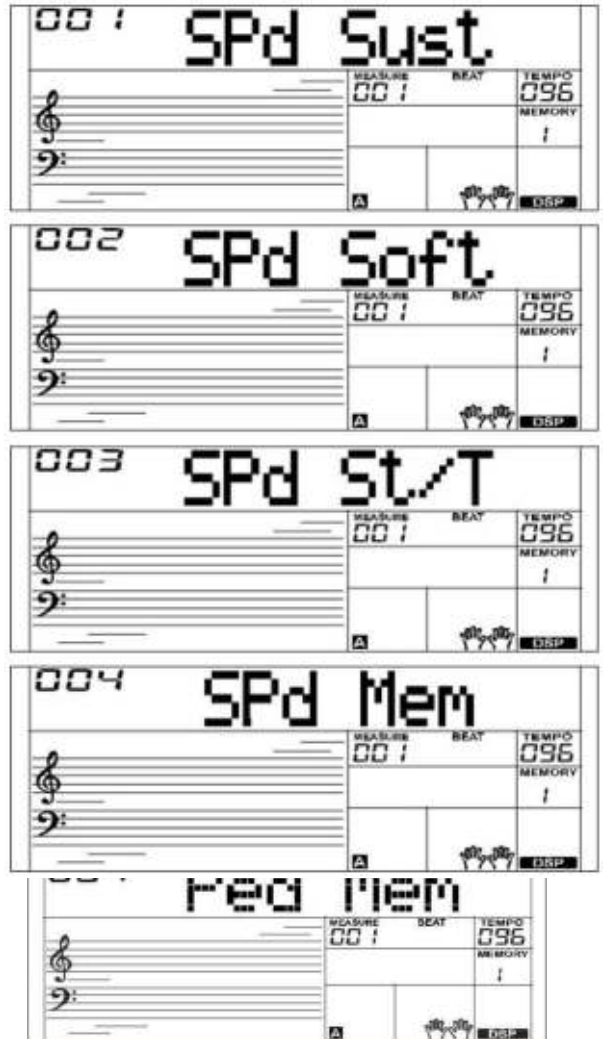 001 SPd Sust.
MEASURE BEAT TEMPO
001 096
MEMORY
1
A DSP
002 SPd Soft.
MEASURE BEAT TEMPO
001 096
MEMORY
1
A DSP
003 SPd St/T
MEASURE BEAT TEMPO
001 096
MEMORY
1
A DSP
004 SPd Mem
MEASURE BEAT TEMPO
001 096
MEMORY
1
A DSP
Mem
MEASURE BEAT TEMPO
001 096
MEMORY
1
A DSP